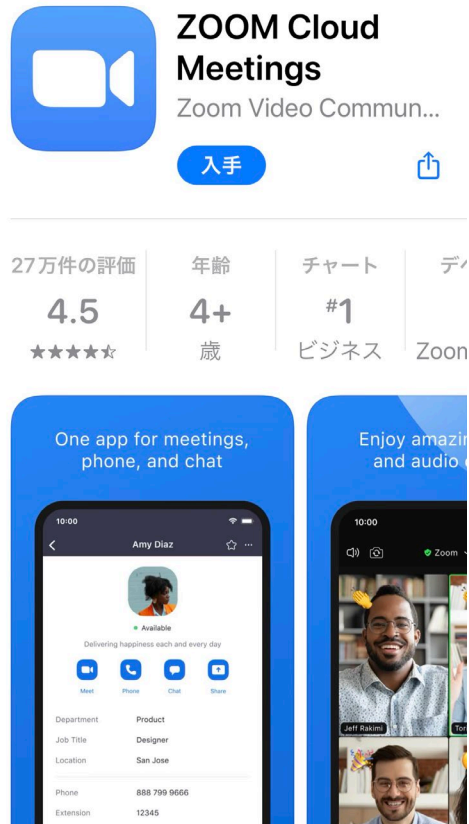 ZOOM Cloud
Meetings
Zoom Video Commun...
入手
27万件の評価
年齢
チャート
4.5
4+
#1
歳
ビジネス
Zoom
One app for meetings,
phone, and chat
Enjoy
and audio
10:00
Amy Diaz
Available
Delivering happiness each and every day
Meet
Phone
Chat
Share
Department Product
Job Title Designer
Location San Jose
Phone 888 799 9666
Extension 12345
10:00
Zoom
Jeff Rakimi